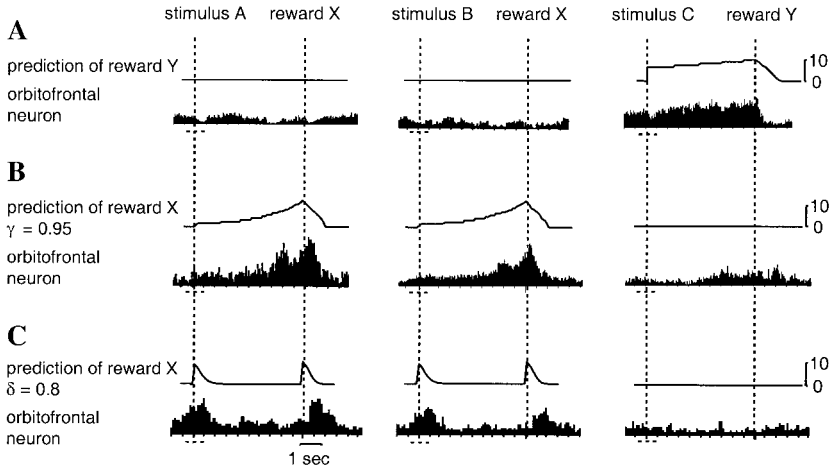 stimulus A reward X stimulus B reward X stimulus C reward Y
A
prediction of reward Y
10
0
orbitofrontal
neuron
B
prediction of reward X
γ = 0.95
10
0
orbitofrontal
neuron
C
prediction of reward X
δ = 0.8
10
0
orbitofrontal
neuron
1 sec